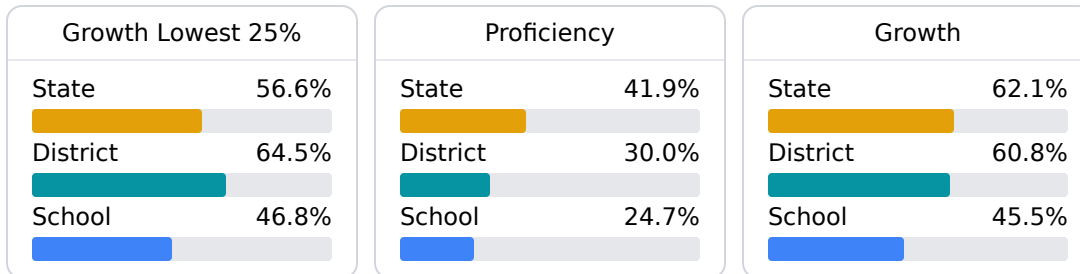 Growth Lowest 25%
State 56.6%
District 64.5%
School 46.8%
Proficiency
State 41.9%
District 30.0%
School 24.7%
Growth
State 62.1%
District 60.8%
School 45.5%